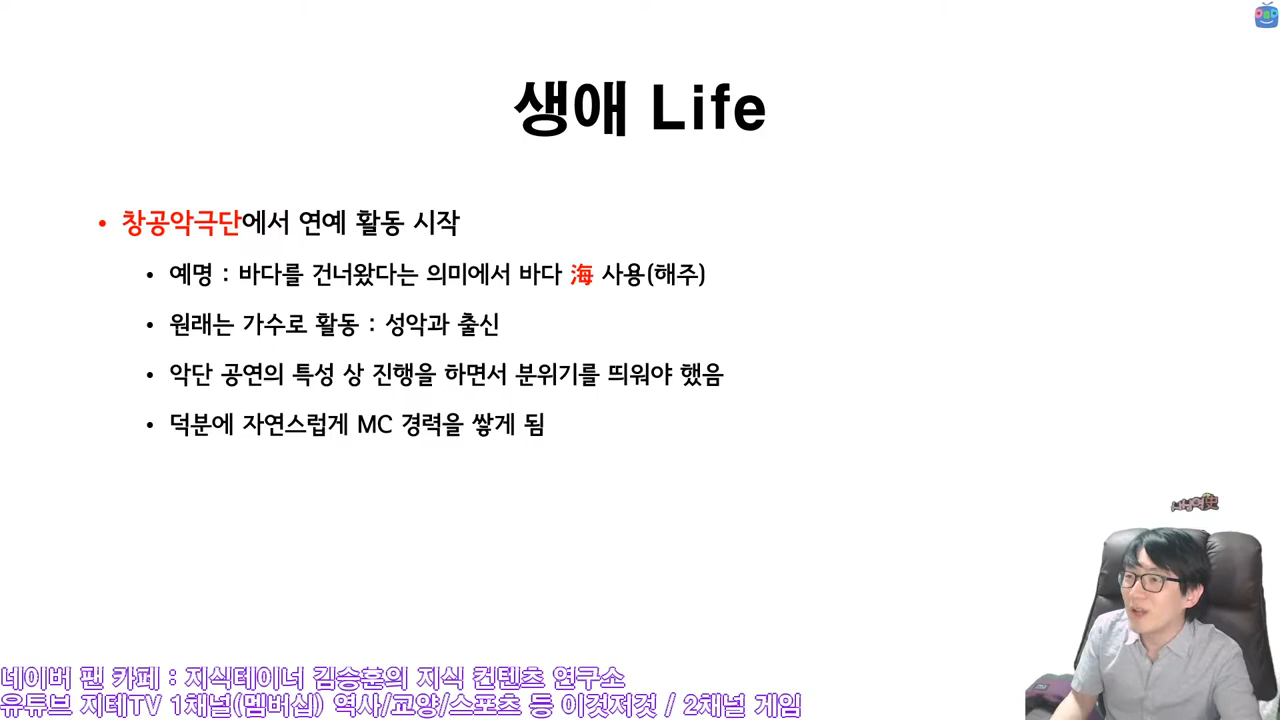 생애 Life
• 창공악극단에서 연예 활동 시작
• 예명 : 바다를 건너왔다는 의미에서 바다 海 사용(해주)
• 원래는 가수로 활동 : 성악과 출신
• 악단 공연의 특성 상 진행을 하면서 분위기를 띄워야 했음
• 덕분에 자연스럽게 MC 경력을 쌓게 됨
네이버 팬 카페 : 지식테이너 김승훈의 지식 컨텐츠 연구소
유튜브 지테TV 1채널(멤버십) 역사/교양/스포츠 등 이것저것 / 2채널 게임